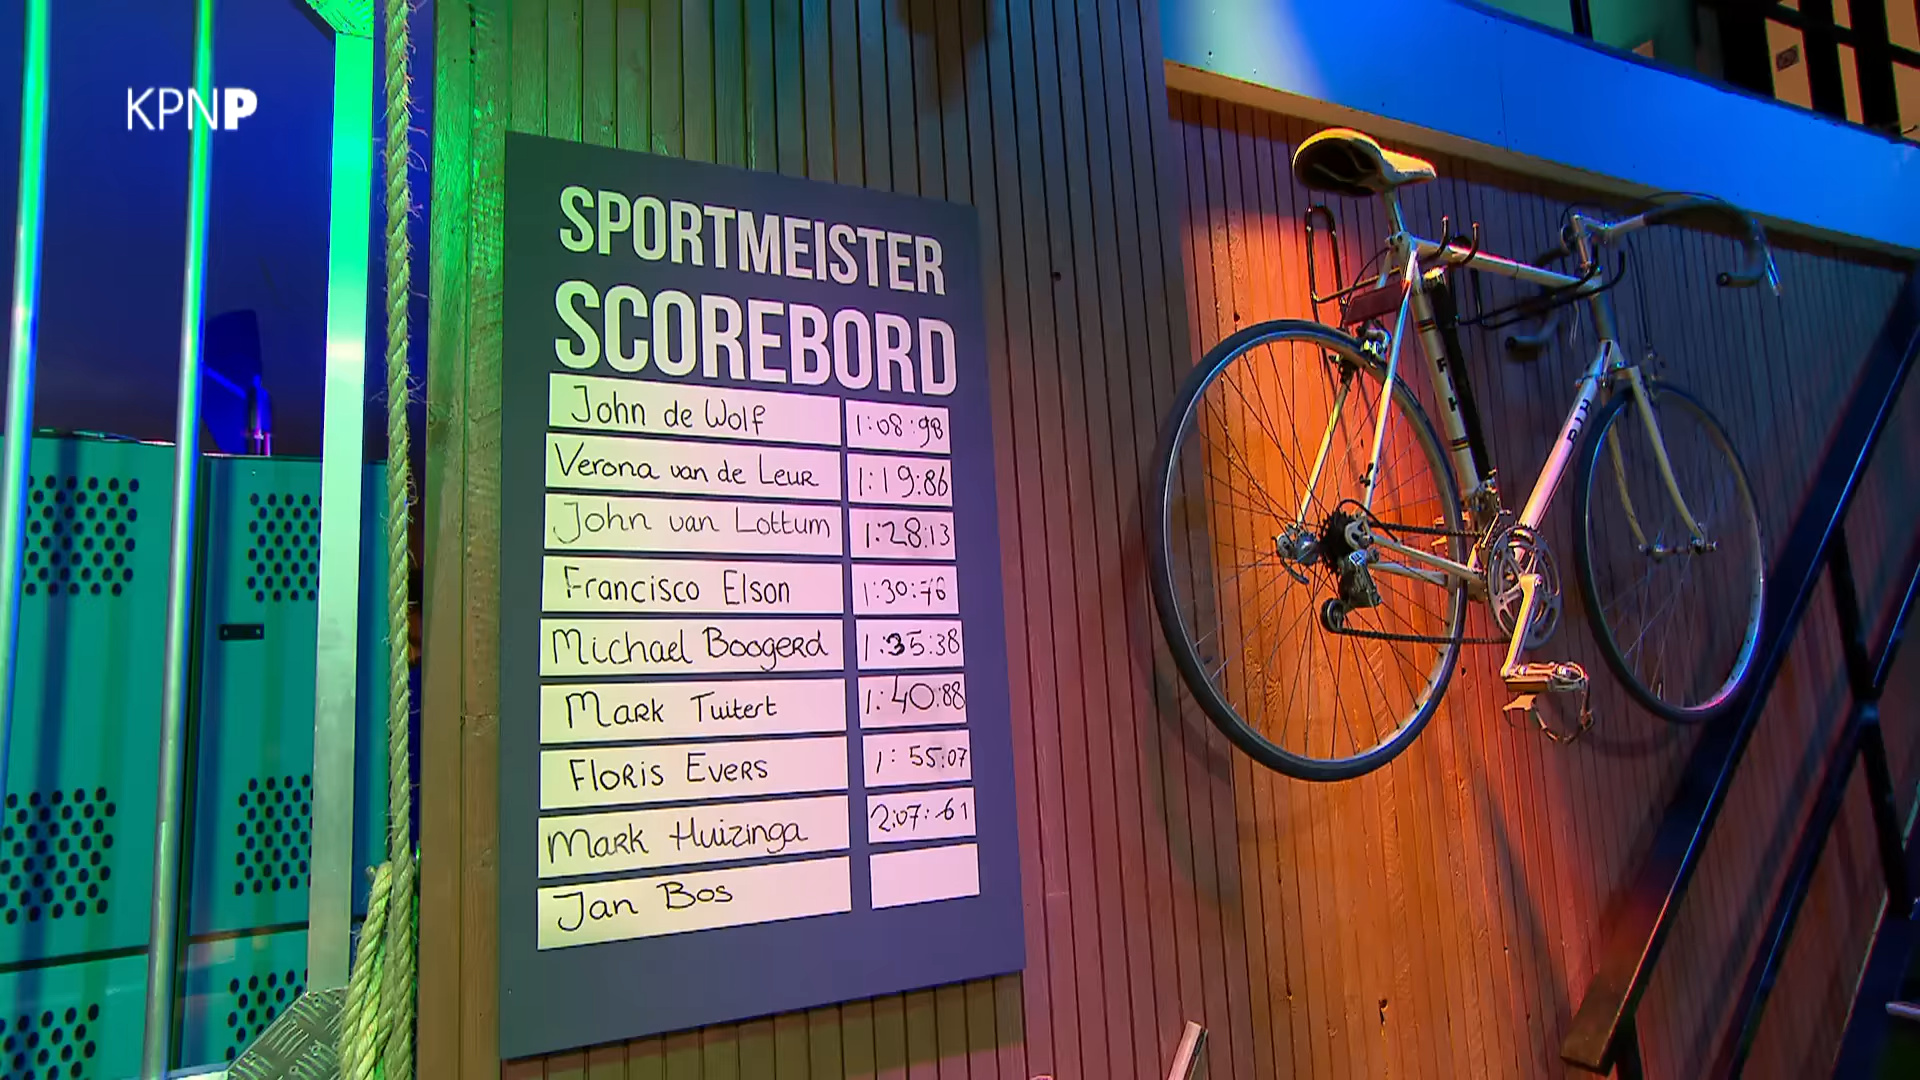 KPNP
SPORTMEISTER
SCOREBORD
John de Wolf 1:08:98
Verona van de Leur 1:19:86
John van Lottum 1:28:13
Francisco Elson 1:30:76
Michael Boogerd 1:35:38
Mark Tuitert 1:40:88
Floris Evers 1:55:07
Mark Huizinga 2:07:61
Jan Bos
RIH